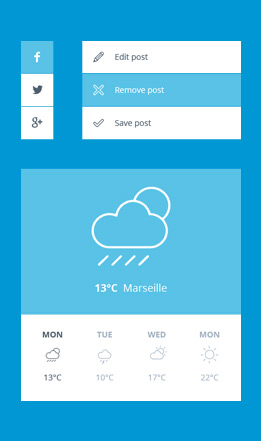 f
Edit post
Remove post
g+
Save post
13°C Marseille
MON TUE WED MON
13°C 10°C 17°C 22°C